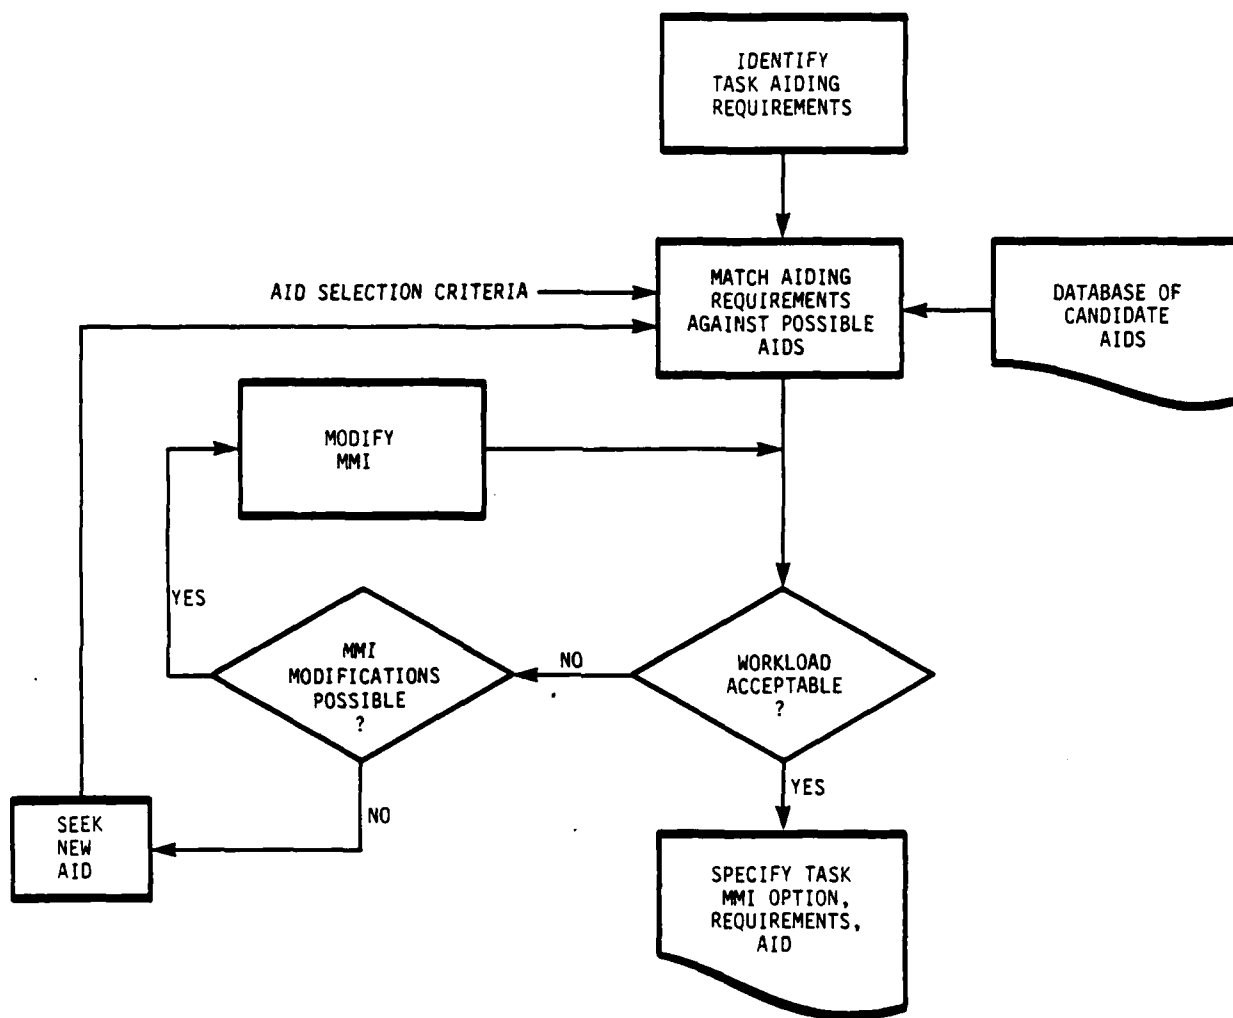 IDENTIFY
TASK AIDING
REQUIREMENTS
AID SELECTION CRITERIA
MATCH AIDING
REQUIREMENTS
AGAINST POSSIBLE
AIDS
DATABASE OF
CANDIDATE
AIDS
MODIFY
MMI
YES
MMI
MODIFICATIONS
POSSIBLE
?
NO
WORKLOAD
ACCEPTABLE
?
YES
NO
SEEK
NEW
AID
SPECIFY TASK
MMI OPTION,
REQUIREMENTS,
AID